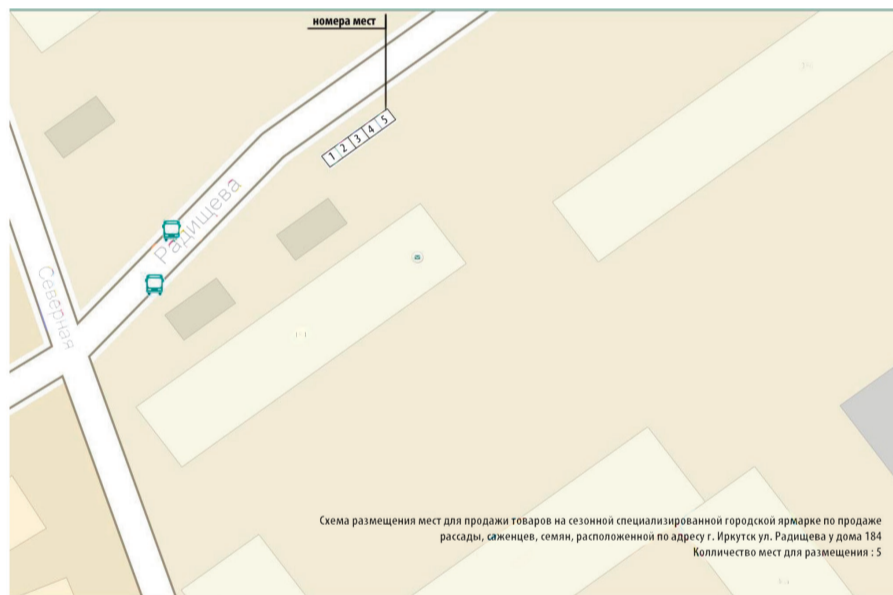 номера мест
1 2 3 4 5
Радищева
Северная
Схема размещения мест для продажи товаров на сезонной специализированной городской ярмарке по продаже
рассады, саженцев, семян, расположенной по адресу г. Иркутск ул. Радищева у дома 184
Колличество мест для размещения : 5